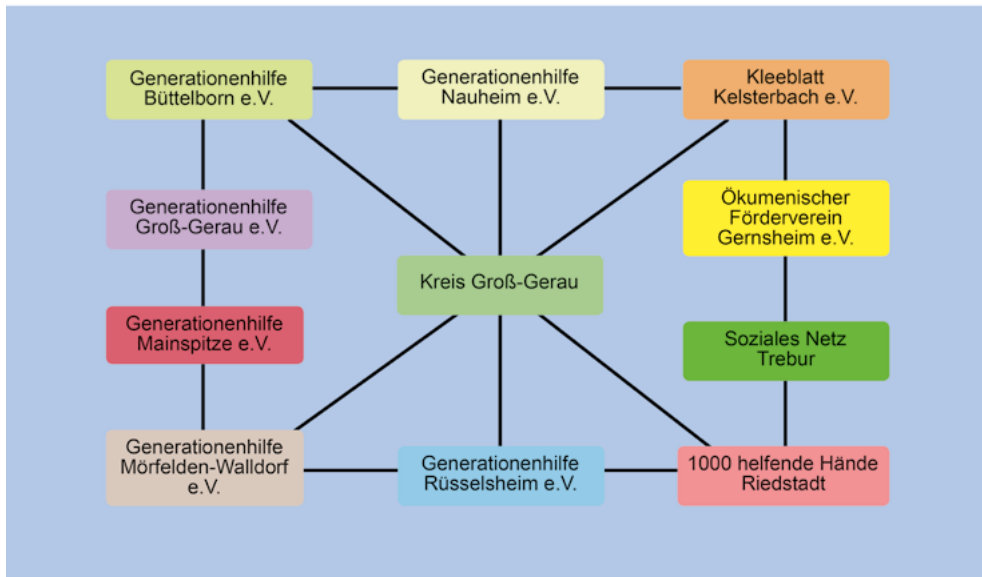 Generationenhilfe
Büttelborn e.V.
Generationenhilfe
Nauheim e.V.
Kleeblatt
Kelsterbach e.V.
Generationenhilfe
Groß-Gerau e.V.
Ökumenischer
Förderverein
Gernsheim e.V.
Kreis Groß-Gerau
Generationenhilfe
Mainspitze e.V.
Soziales Netz
Trebur
Generationenhilfe
Mörfelden-Walldorf
e.V.
Generationenhilfe
Rüsselsheim e.V.
1000 helfende Hände
Riedstadt